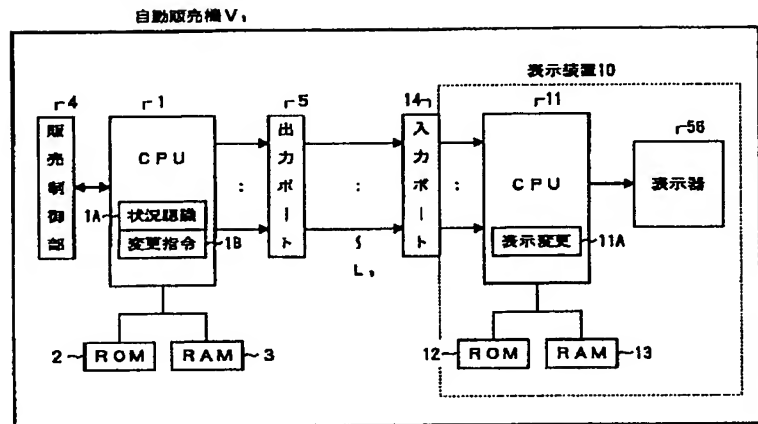 自動販売機V₁
表示装置10
4
1
5
14
11
56
販売制御部
CPU
出力ポート
入力ポート
CPU
表示器
1A
状況認識
変更指令
1B
表示変更
11A
L₁
2
ROM
RAM
3
12
ROM
RAM
13